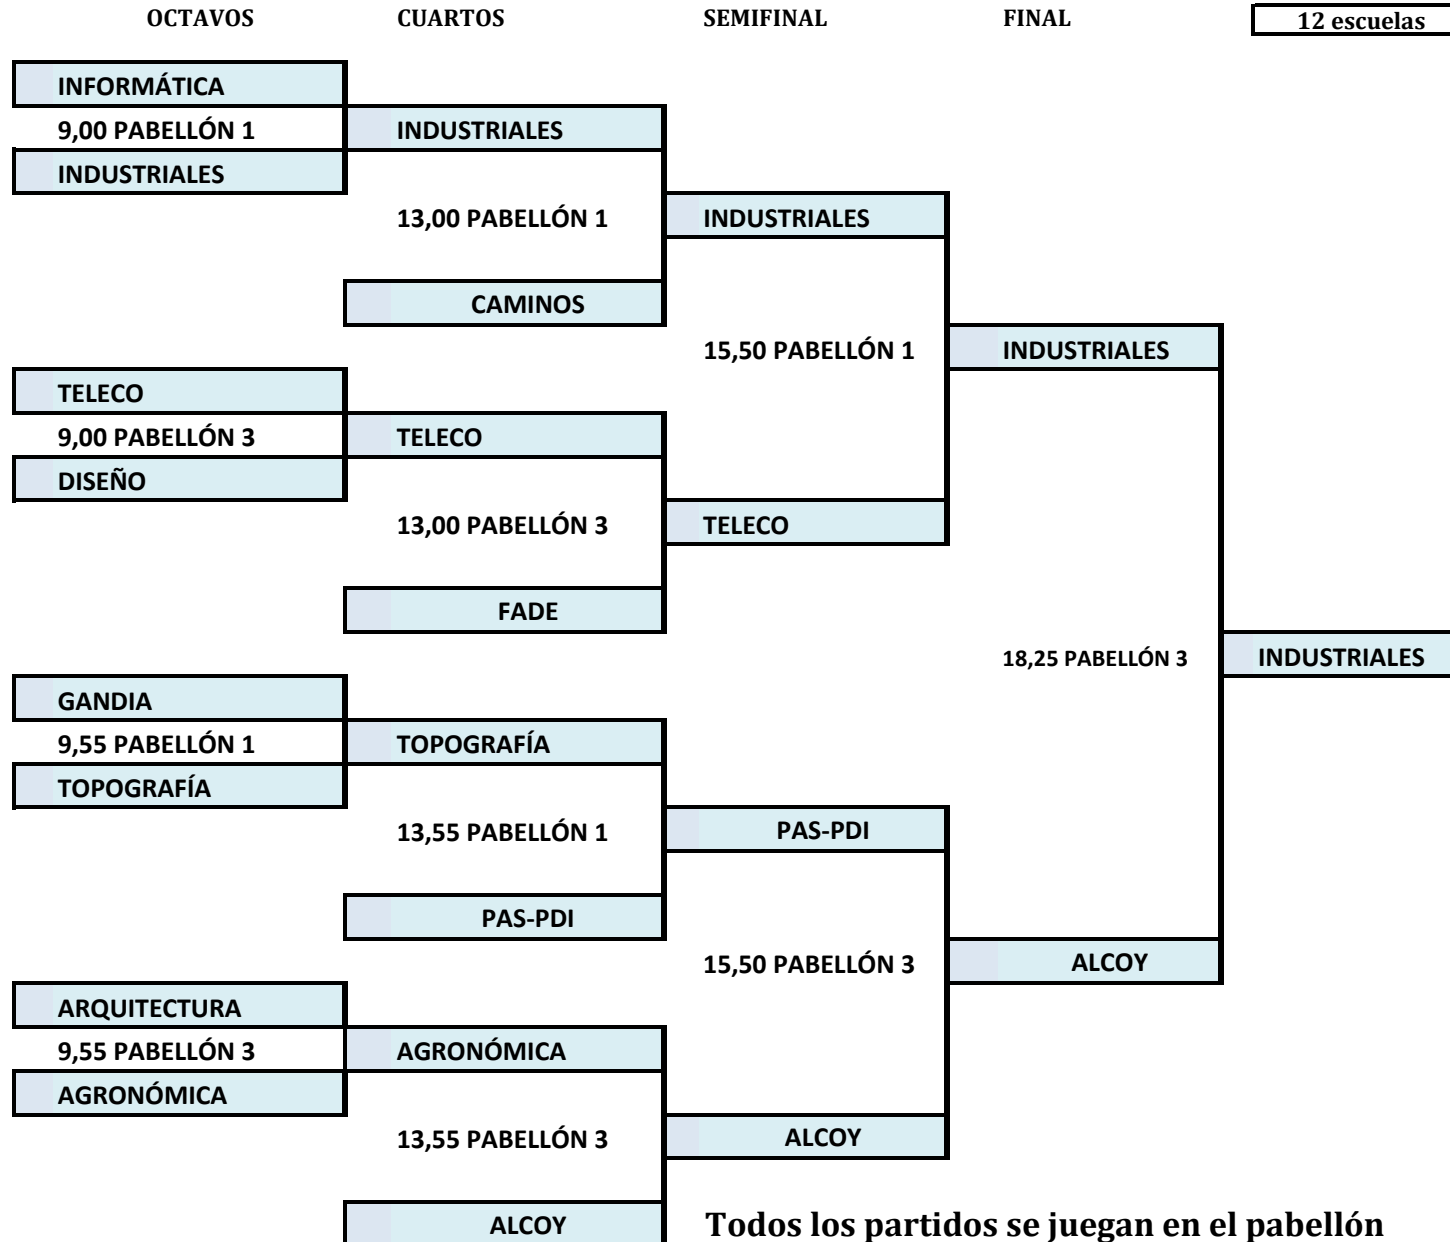 OCTAVOS CUARTOS SEMIFINAL FINAL 12 escuelas
INFORMÁTICA
9,00 PABELLÓN 1 INDUSTRIALES
INDUSTRIALES
13,00 PABELLÓN 1 INDUSTRIALES
CAMINOS
15,50 PABELLÓN 1 INDUSTRIALES
TELECO
9,00 PABELLÓN 3 TELECO
DISEÑO
13,00 PABELLÓN 3 TELECO
FADE
18,25 PABELLÓN 3 INDUSTRIALES
GANDIA
9,55 PABELLÓN 1 TOPOGRAFÍA
TOPOGRAFÍA
13,55 PABELLÓN 1 PAS-PDI
PAS-PDI
15,50 PABELLÓN 3 ALCOY
ARQUITECTURA
9,55 PABELLÓN 3 AGRONÓMICA
AGRONÓMICA
13,55 PABELLÓN 3 ALCOY
ALCOY Todos los partidos se juegan en el pabellón